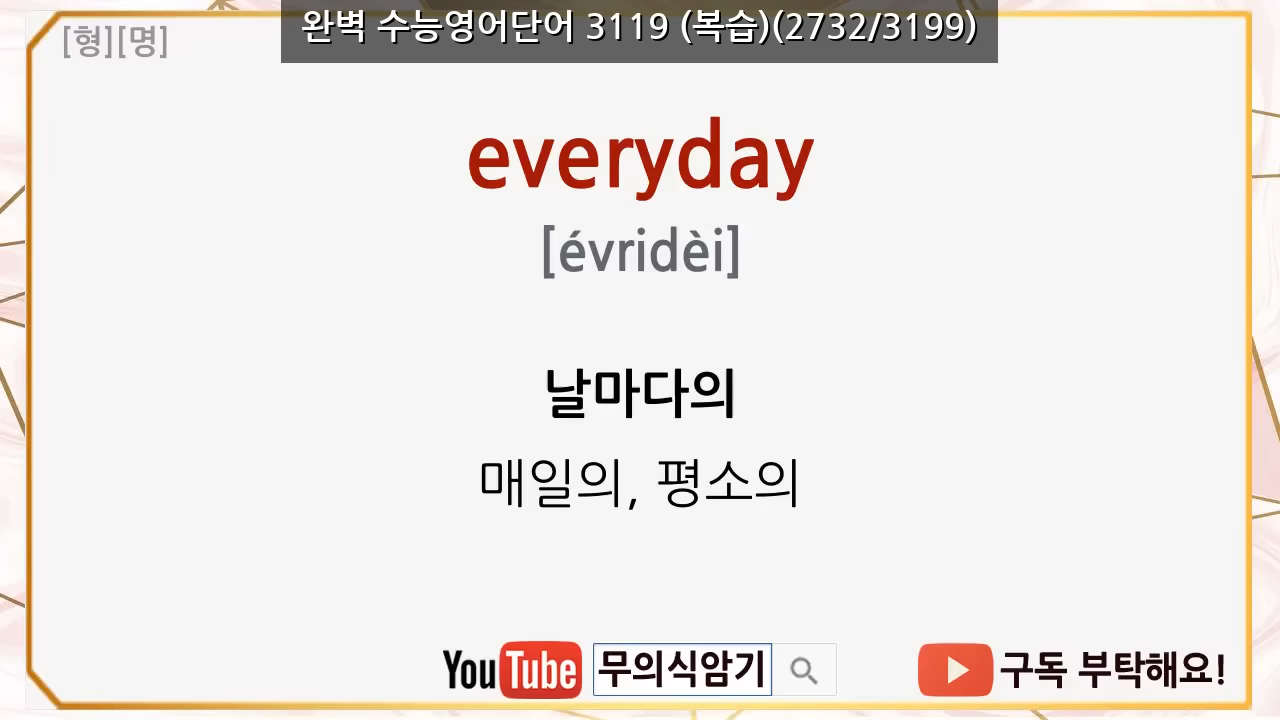 완벽 수능영어단어 3119 (복습)(2732/3199)
[형][명]
everyday
[évridèi]
날마다의
매일의, 평소의
YouTube 무의식암기 구독 부탁해요!